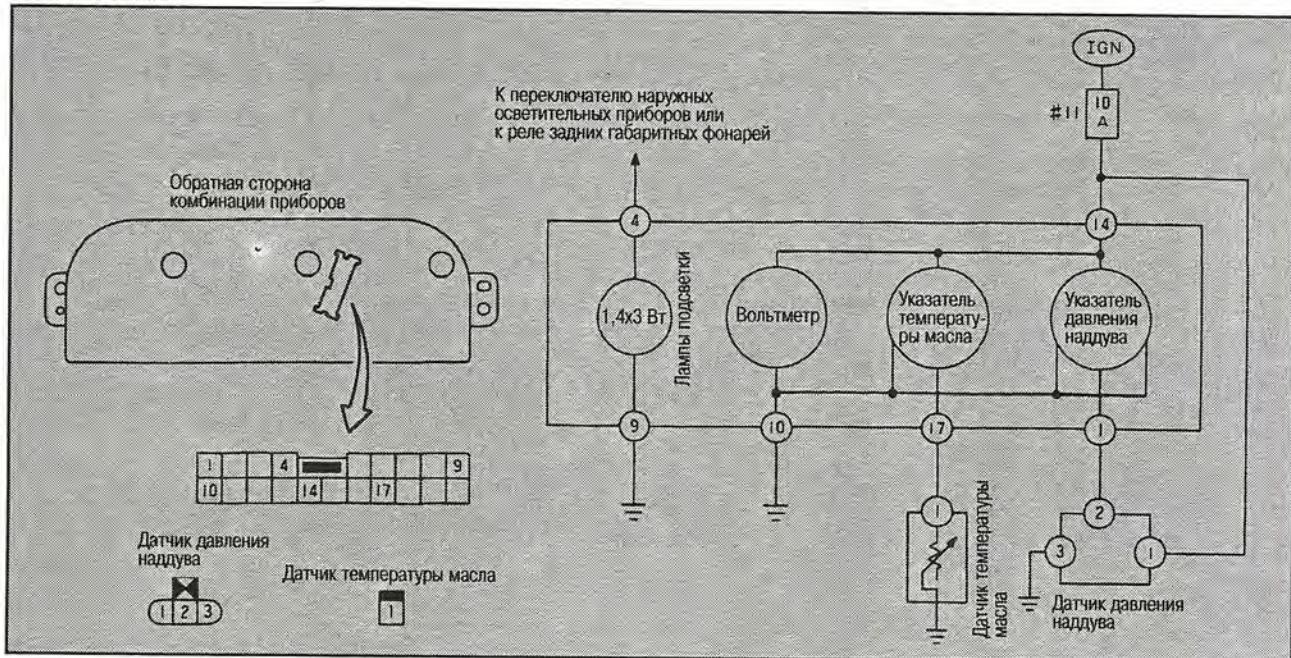 IGN
10
A
#11
К переключателю наружных
осветительных приборов или
к реле задних габаритных фонарей
Обратная сторона
комбинации приборов
4
14
1,4x3 Вт
Лампы подсветки
Вольтметр
Указатель
температу-
ры масла
Указатель
давления
наддува
9
10
17
1
1
4
9
10
14
17
Датчик давления
наддува
1
2
3
Датчик температуры масла
1
1
Датчик температуры
масла
2
3
1
Датчик давления
наддува